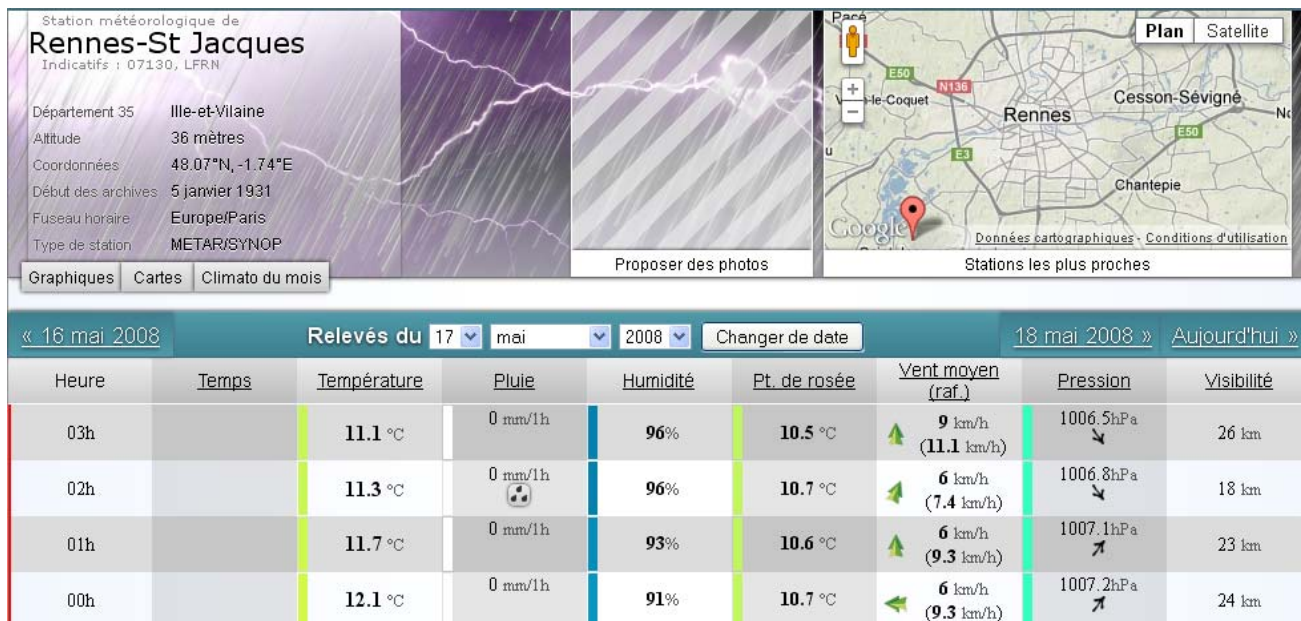 Station météorologique de
Rennes-St Jacques
Indicatifs : 07130, LFRN
Département 35 Ille-et-Vilaine
Altitude 36 mètres
Coordonnées 48.07°N, -1.74°E
Début des archives 5 janvier 1931
Fuseau horaire Europe/Paris
Type de station METAR/SYNOP
Graphiques Cartes Climato du mois
Proposer des photos
Pacé
Plan Satellite
E50
N136
le-Coquet
Rennes
Cesson-Sévigné
E50
E3
Chantepie
Google
Données cartographiques - Conditions d'utilisation
Stations les plus proches
« 16 mai 2008 Relevés du 17 mai 2008 Changer de date 18 mai 2008 » Aujourd'hui »
Heure Temps Température Pluie Humidité Pt. de rosée Vent moyen (raf.) Pression Visibilité
03h 11.1 °C 0 mm/1h 96% 10.5 °C 9 km/h (11.1 km/h) 1006.5hPa 26 km
02h 11.3 °C 0 mm/1h 96% 10.7 °C 6 km/h (7.4 km/h) 1006.8hPa 18 km
01h 11.7 °C 0 mm/1h 93% 10.6 °C 6 km/h (9.3 km/h) 1007.1hPa 23 km
00h 12.1 °C 0 mm/1h 91% 10.7 °C 6 km/h (9.3 km/h) 1007.2hPa 24 km